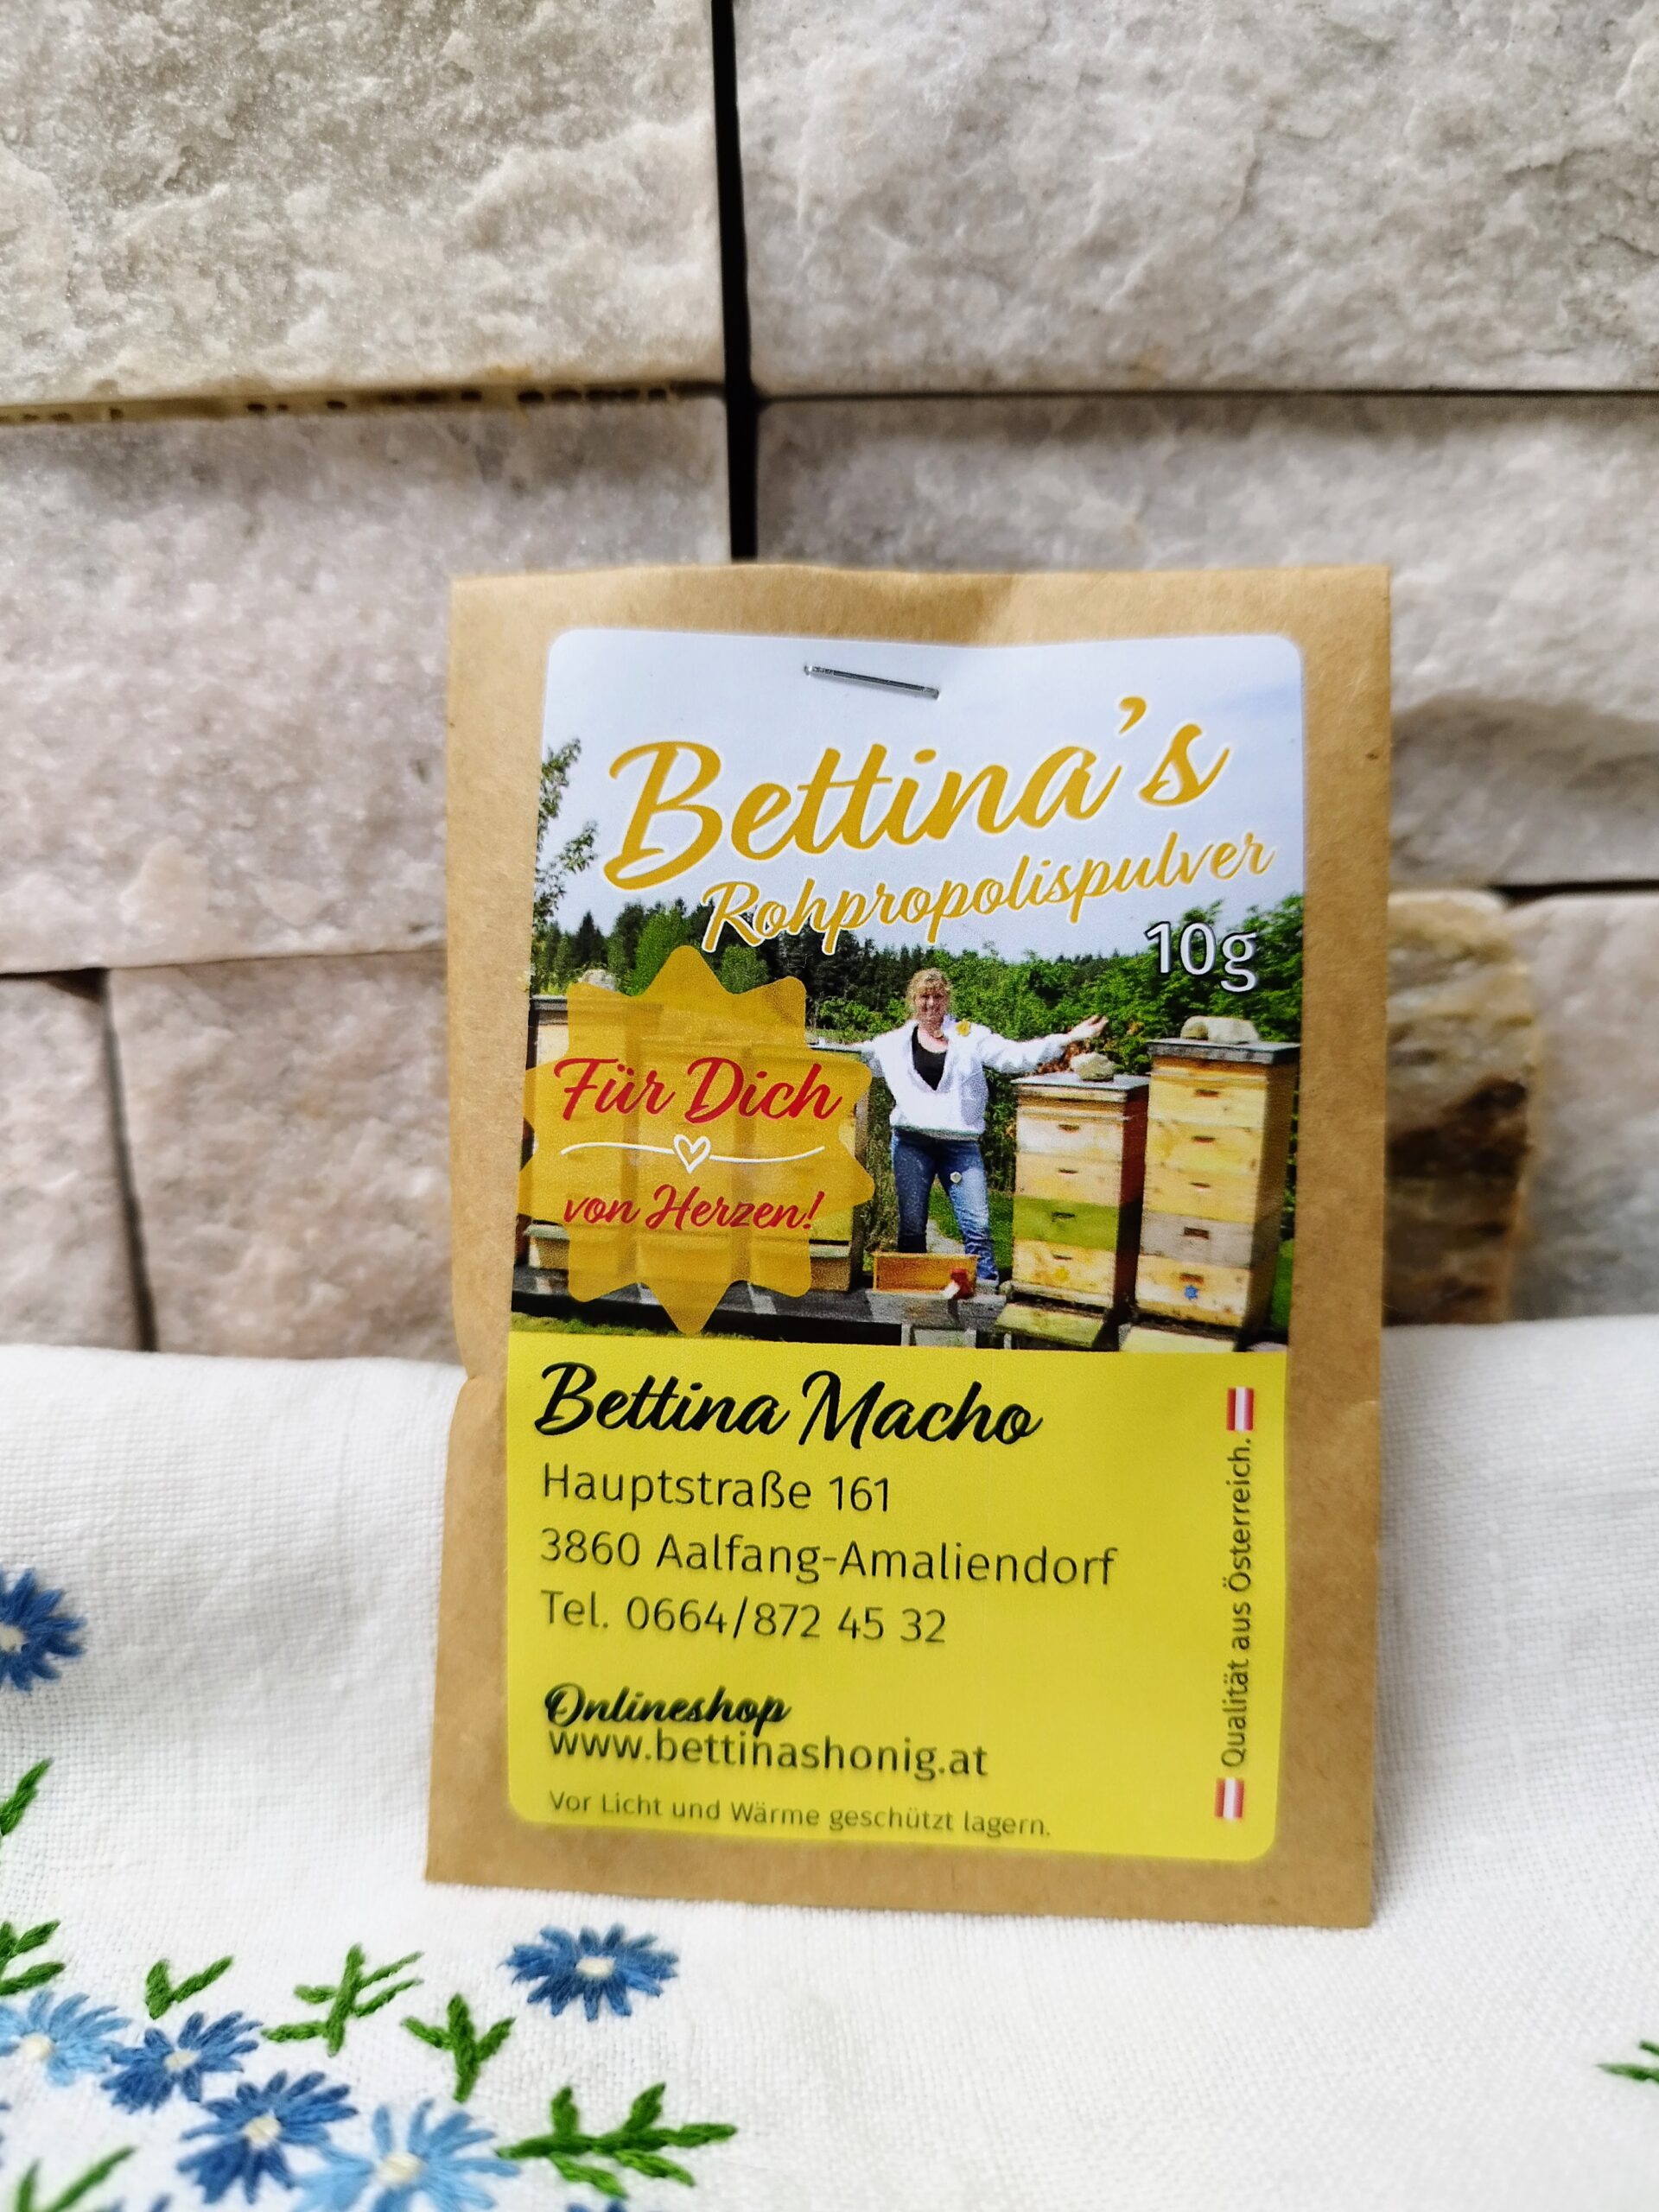 Bettina's
Rohpropolispulver
10g
Für Dich
von Herzen!
Bettina Macho
Hauptstraße 161
3860 Aalfang-Amaliendorf
Tel. 0664/872 45 32
Onlineshop
www.bettinashonig.at
Vor Licht und Wärme geschützt lagern.
Qualität aus Österreich.